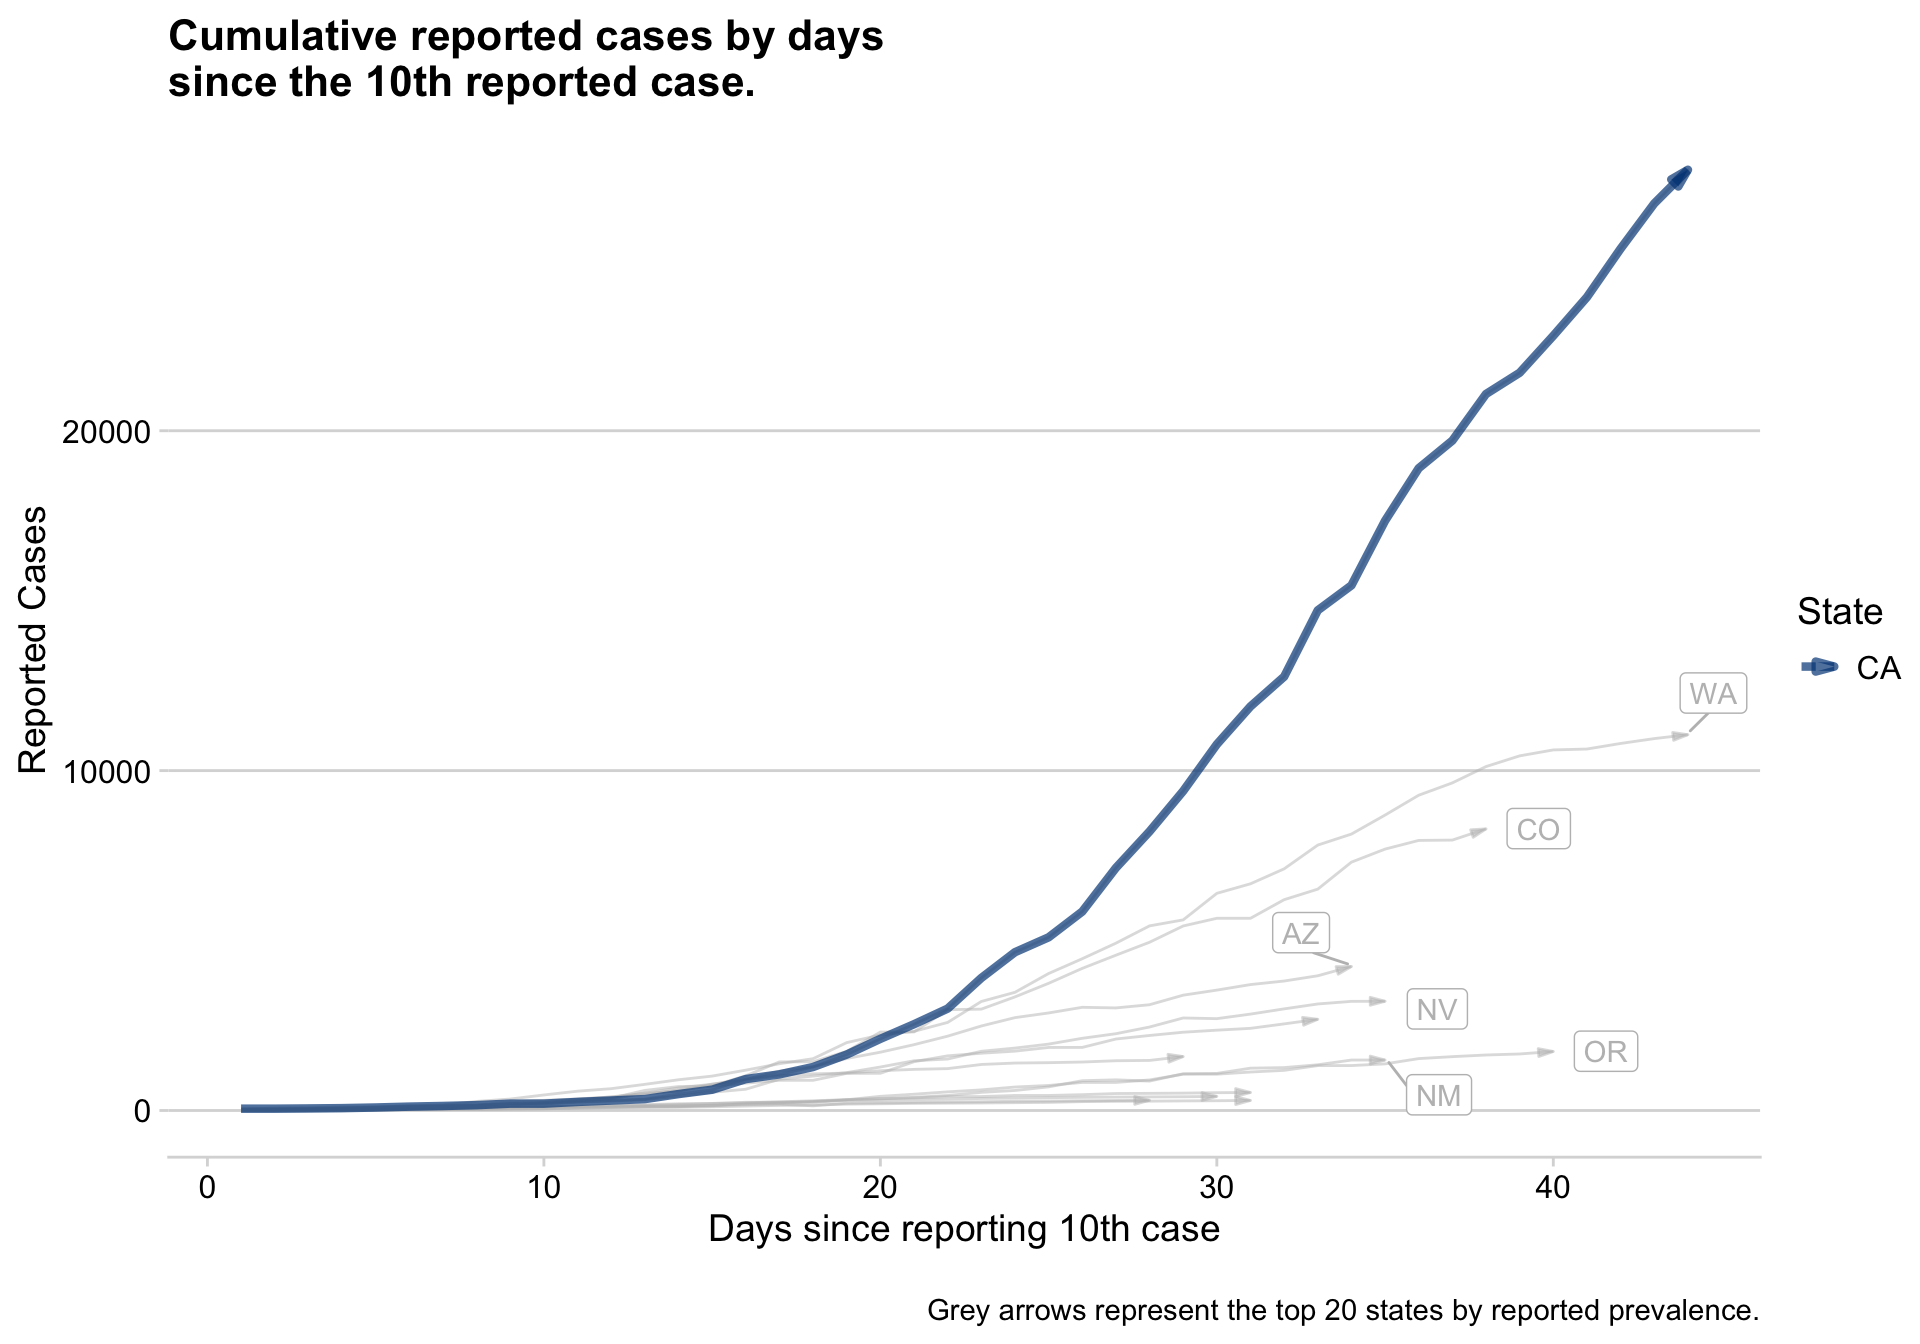 Cumulative reported cases by days
since the 10th reported case.
20000
10000
0
Reported Cases
WA
CO
AZ
NV
OR
NM
State
CA
0 10 20 30 40
Days since reporting 10th case
Grey arrows represent the top 20 states by reported prevalence.